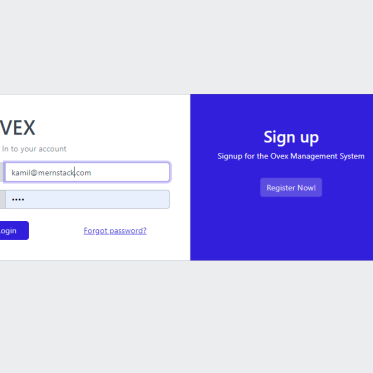 VEX
In to your account
kamil@mernstack.com
••••
ogin
Forgot password?
Sign up
Signup for the Ovex Management System
Register Now!